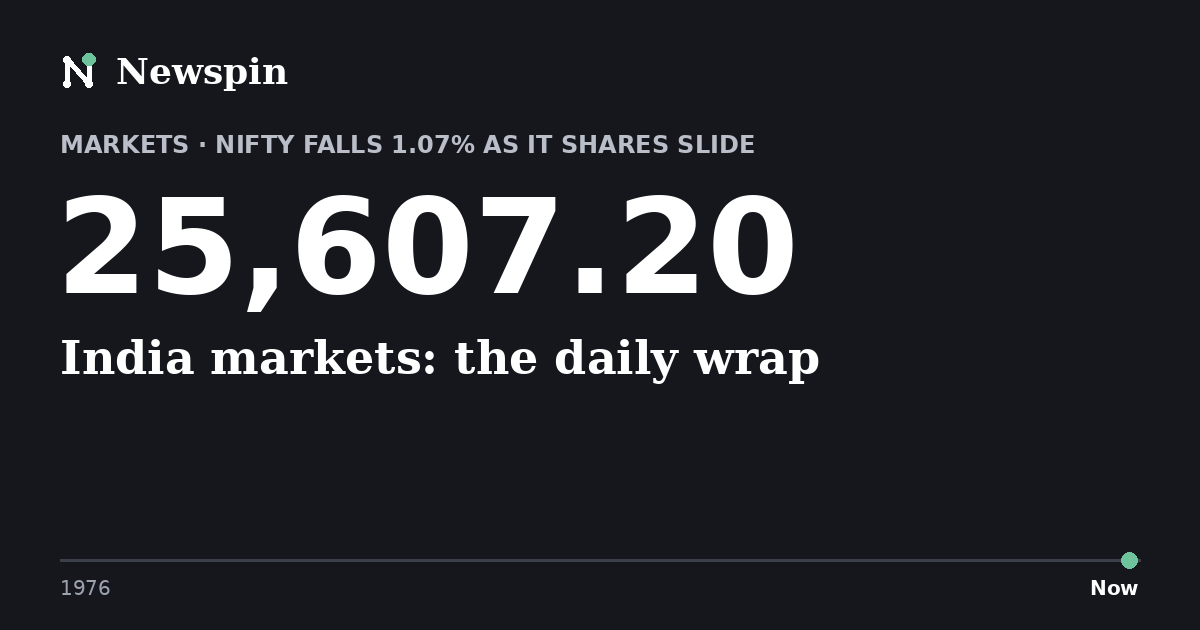 Newspin
MARKETS · NIFTY FALLS 1.07% AS IT SHARES SLIDE
25,607.20
India markets: the daily wrap
1976
Now